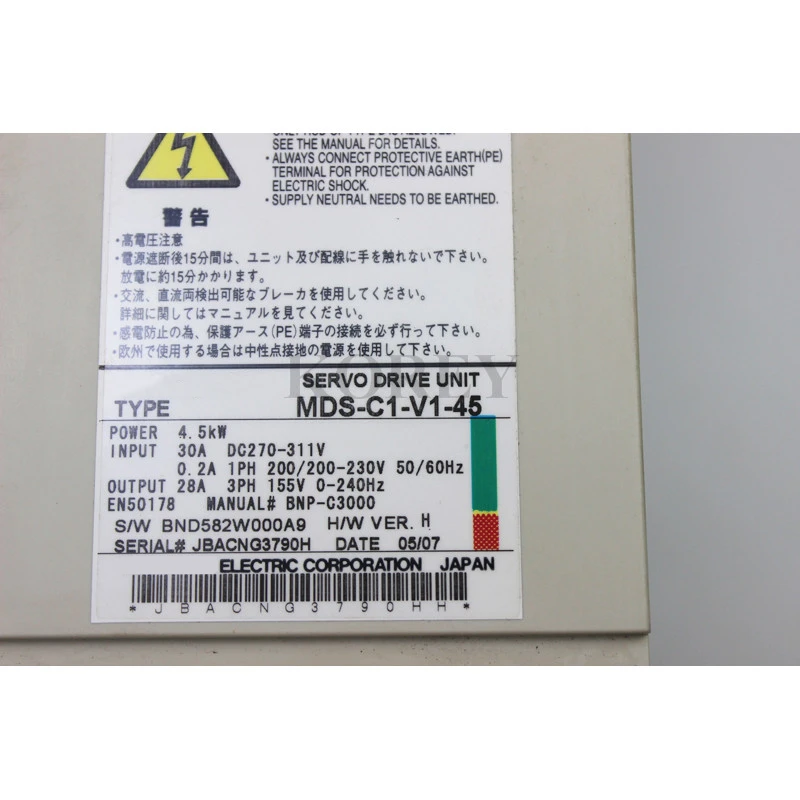 SEE THE MANUAL FOR DETAILS.
・ALWAYS CONNECT PROTECTIVE EARTH(PE)
TERMINAL FOR PROTECTION AGAINST
ELECTRIC SHOCK.
・SUPPLY NEUTRAL NEEDS TO BE EARTHED.
警告
・高電圧注意
・電源遮断後15分間は、ユニット及び配線に手を触れないで下さい。
放電に約15分かかります。
・交流、直流両検出可能なブレーカを使用してください。
詳細に関してはマニュアルを見てください。
・感電防止の為、保護アース(PE)端子の接続を必ず行って下さい。
・欧州で使用する場合は中性点接地の電源を使用して下さい。
KOREY
SERVO DRIVE UNIT
TYPE MDS-C1-V1-45
POWER 4.5kW
INPUT 30A DC270-311V
0.2A 1PH 200/200-230V 50/60Hz
OUTPUT 28A 3PH 155V 0-240Hz
EN50178 MANUAL# BNP-C3000
S/W BND582W000A9 H/W VER. H
SERIAL# JBACNG3790H DATE 05/07
ELECTRIC CORPORATION JAPAN
*JBACNG3790HH*